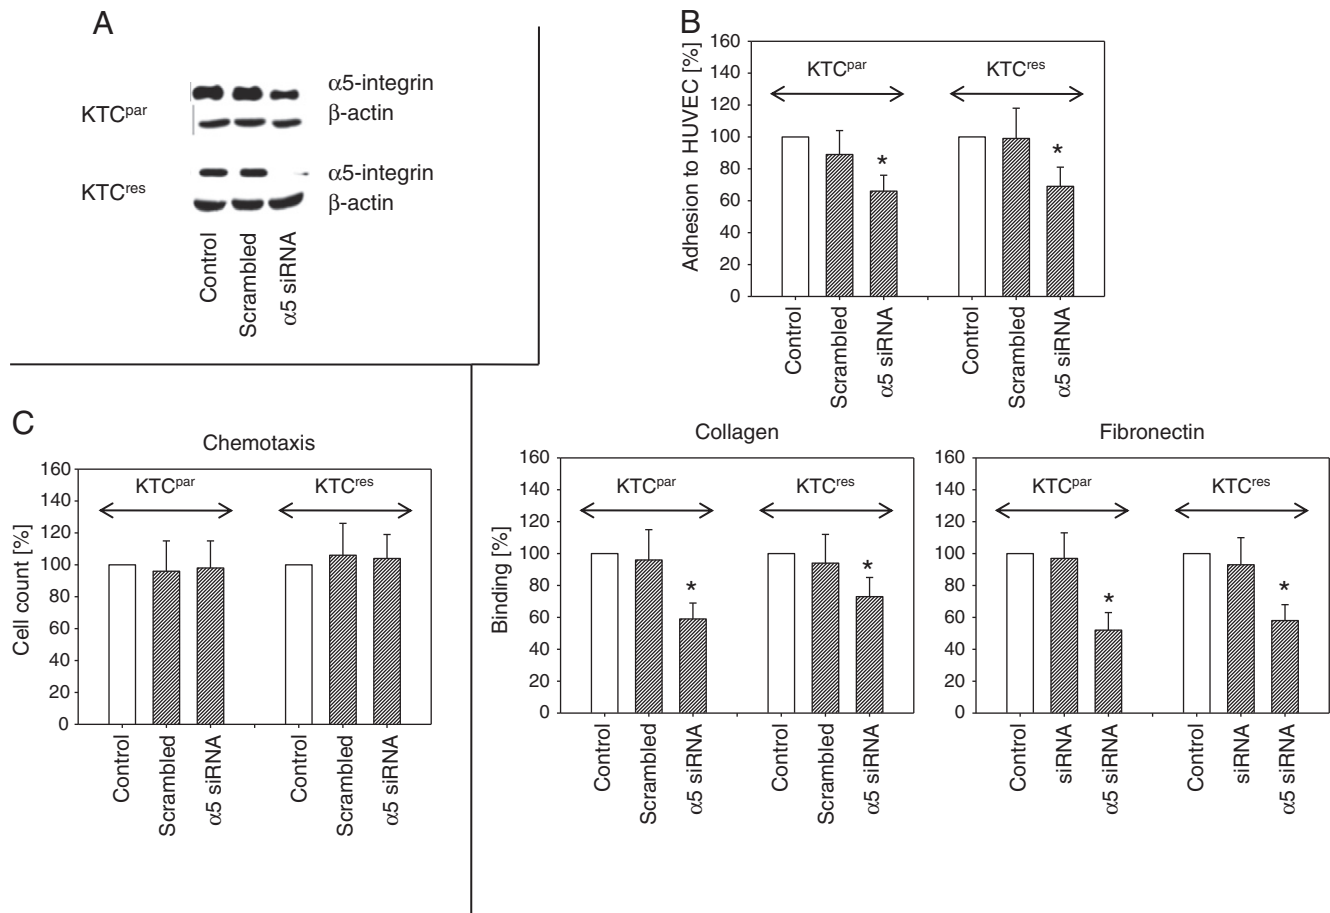 A
KTCpar
α5-integrin
β-actin
KTCres
α5-integrin
β-actin
Control
Scrambled
α5 siRNA
B
Adhesion to HUVEC [%]
160
140
120
100
80
60
40
20
0
KTCpar
KTCres
Control
Scrambled
α5 siRNA
Control
Scrambled
α5 siRNA
C
Chemotaxis
Cell count [%]
160
140
120
100
80
60
40
20
0
KTCpar
KTCres
Control
Scrambled
α5 siRNA
Control
Scrambled
α5 siRNA
Collagen
Binding [%]
160
140
120
100
80
60
40
20
0
KTCpar
KTCres
*
*
Control
Scrambled
α5 siRNA
Control
Scrambled
α5 siRNA
Fibronectin
160
140
120
100
80
60
40
20
0
KTCpar
KTCres
*
*
Control
siRNA
α5 siRNA
Control
siRNA
α5 siRNA